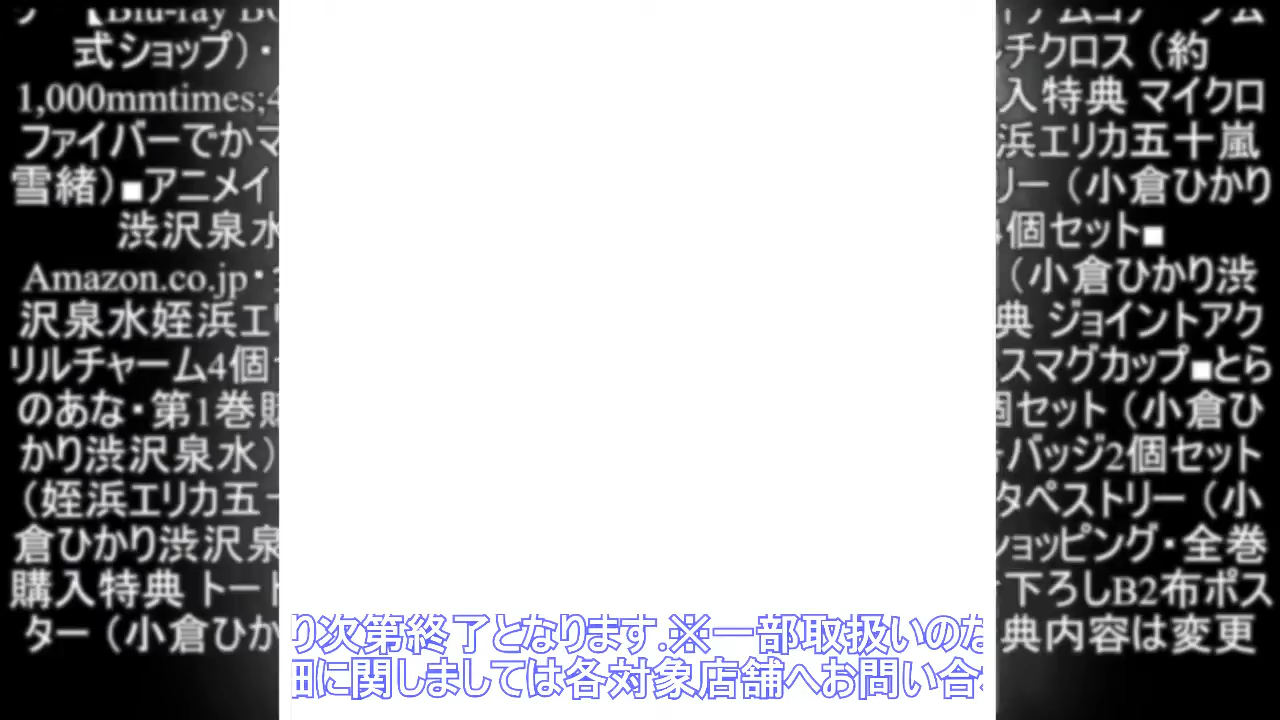 式ショップ)・
1,000mmtimes;4
ファイバーでかマ
雪緒)■アニメイ
渋沢泉水
Amazon.co.jp・
沢泉水姪浜エリ
リルチャーム4個
のあな・第1巻購
かり渋沢泉水)
(姪浜エリカ五十
倉ひかり渋沢泉
購入特典 トート
ター(小倉ひか
チクロス(約
入特典 マイクロ
浜エリカ五十嵐
リー(小倉ひかり
個セット■
(小倉ひかり渋
典 ジョイントアク
スマグカップ■とら
個セット(小倉ひ
バッジ2個セット
タペストリー(小
ョッピング・全巻
下ろしB2布ポス
典内容は変更
り次第終了となります.※一部取扱いのな
細に関しましては各対象店舗へお問い合